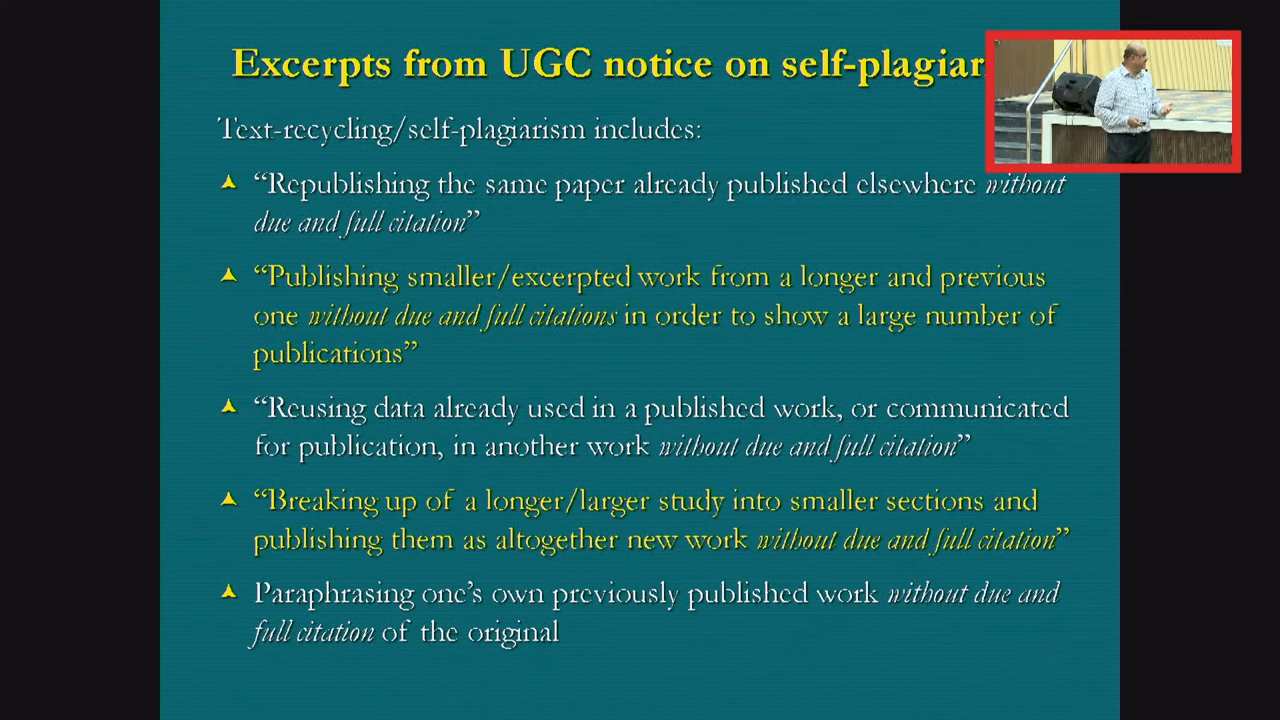 Excerpts from UGC notice on self-plagiar
Text-recycling/self-plagiarism includes:
“Republishing the same paper already published elsewhere without
due and full citation”
“Publishing smaller/excerpted work from a longer and previous
one without due and full citations in order to show a large number of
publications”
“Reusing data already used in a published work, or communicated
for publication, in another work without due and full citation”
“Breaking up of a longer/larger study into smaller sections and
publishing them as altogether new work without due and full citation”
Paraphrasing one’s own previously published work without due and
full citation of the original